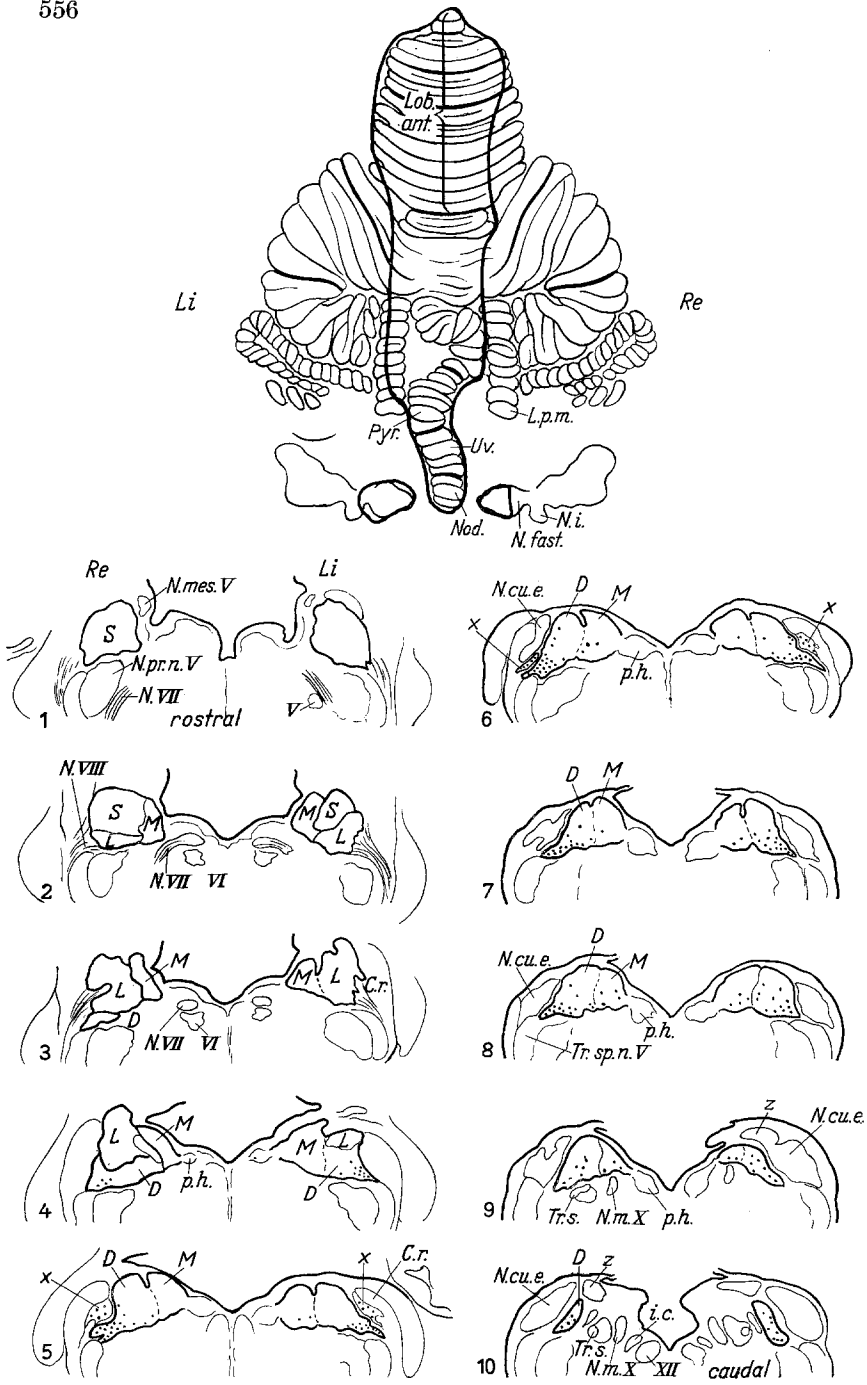 556
Lob.
ant.
Li
Re
Pyr.
L.p.m.
Uv.
Nod.
N.i.
N.fast.
Re
Li
N.mes.V
S
N.pr.n.V
N.VII
V
1
rostral
N.VIII
S
M
L
M
S
L
N.VII
VI
2
M
L
M
L
C.r.
D
N.VII
VI
3
L
M
M
L
p.h.
D
D
4
D
M
x
x
C.r.
5
N.cu.e.
D
M
x
x
p.h.
6
D
M
7
D
N.cu.e.
M
p.h.
Tr.sp.n.V
8
z
N.cu.e.
Tr.s.
N.m.X
p.h.
9
D
z
N.cu.e.
i.c.
Tr.s.
N.m.X
XII
10
caudal